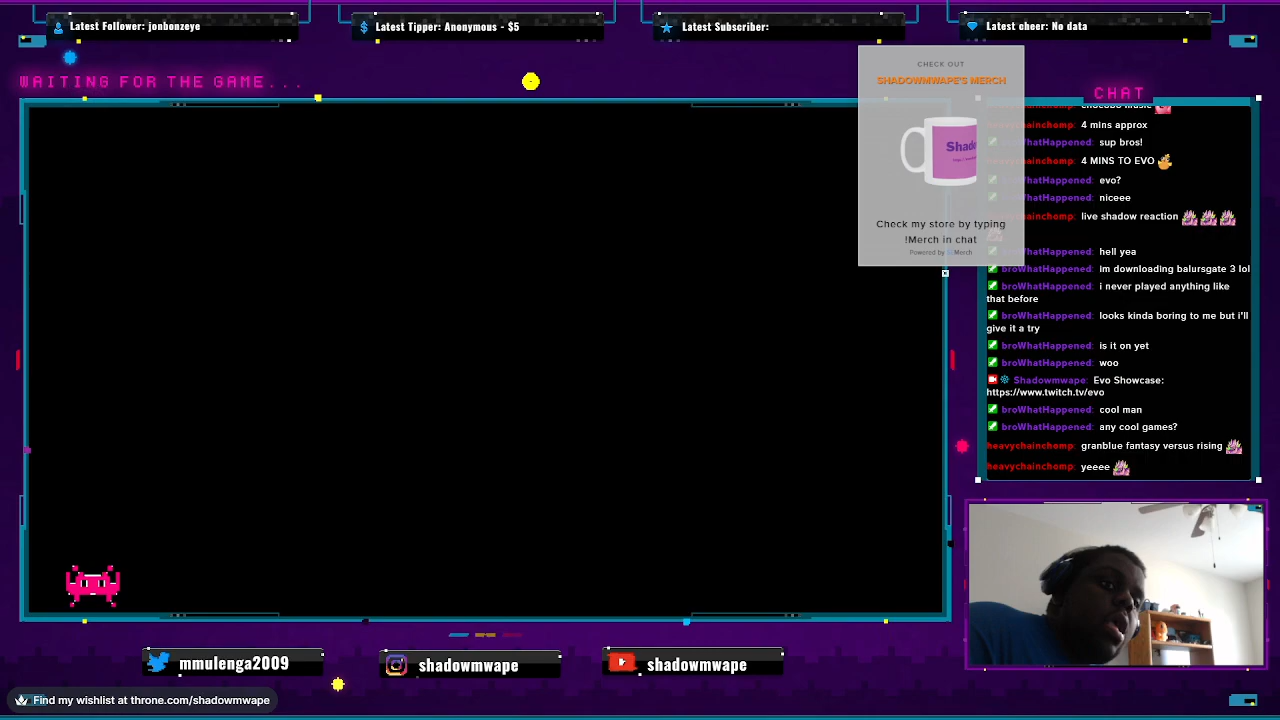 Latest Follower: jonbonzeye
Latest Tipper: Anonymous - $5
Latest Subscriber:
Latest cheer: No data
WAITING FOR THE GAME...
CHECK OUT
SHADOWMWAPE'S MERCH
Check my store by typing
!Merch in chat
Powered by Merch
CHAT
heavychainchomp: 4 mins approx
broWhatHappened: sup bros!
heavychainchomp: 4 MINS TO EVO
broWhatHappened: evo?
broWhatHappened: niceee
heavychainchomp: live shadow reaction
broWhatHappened: hell yea
broWhatHappened: im downloading balursgate 3 lol
broWhatHappened: i never played anything like
that before
broWhatHappened: looks kinda boring to me but i'll
give it a try
broWhatHappened: is it on yet
broWhatHappened: woo
Shadowmwape: Evo Showcase:
https://www.twitch.tv/evo
broWhatHappened: cool man
broWhatHappened: any cool games?
heavychainchomp: granblue fantasy versus rising
heavychainchomp: yeeee
mmulenga2009
shadowmwape
shadowmwape
Find my wishlist at throne.com/shadowmwape